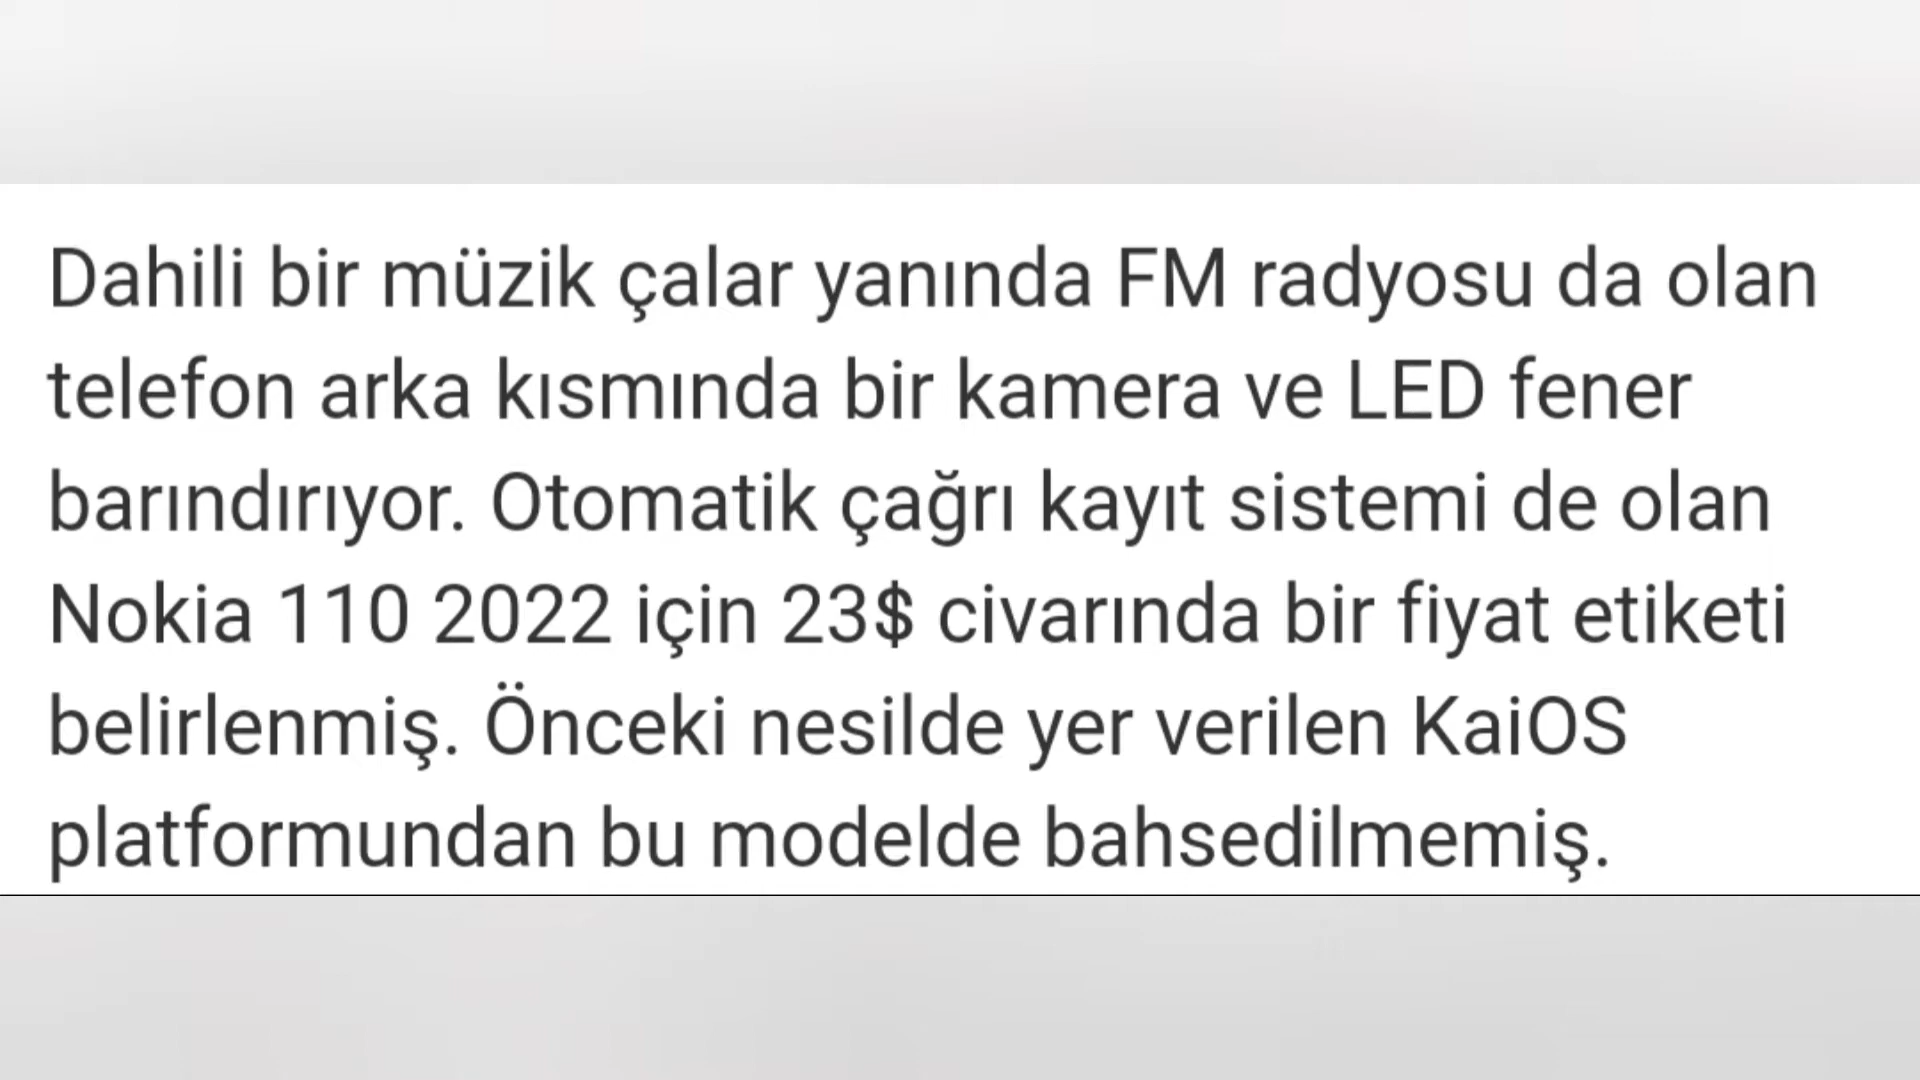 Dahili bir müzik çalar yanında FM radyosu da olan
telefon arka kısmında bir kamera ve LED fener
barındırıyor. Otomatik çağrı kayıt sistemi de olan
Nokia 110 2022 için 23$ civarında bir fiyat etiketi
belirlenmiş. Önceki nesilde yer verilen KaiOS
platformundan bu modelde bahsedilmemiş.